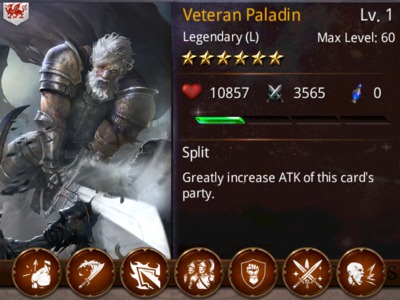 Veteran Paladin Lv. 1
Legendary (L) Max Level: 60
10857 3565 0
Split
Greatly increase ATK of this card's
party.